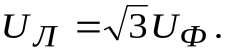 U_Л = √3 U_Ф .